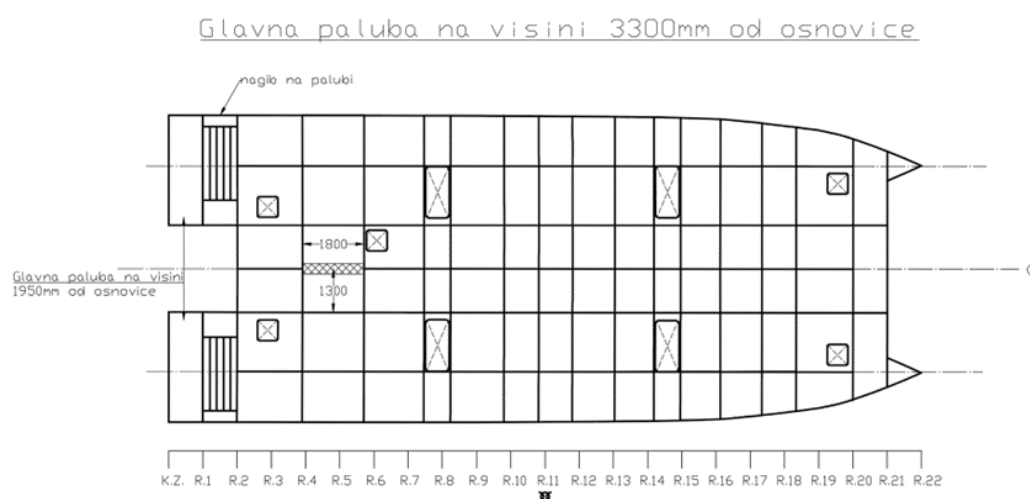 Glavna paluba na visini 3300mm od osnovice
nagib na palubi
1800
Glavna paluba na visini
1950mm od osnovice
1300
K.Z. R.1 R.2 R.3 R.4 R.5 R.6 R.7 R.8 R.9 R.10 R.11 R.12 R.13 R.14 R.15 R.16 R.17 R.18 R.19 R.20 R.21 R.22